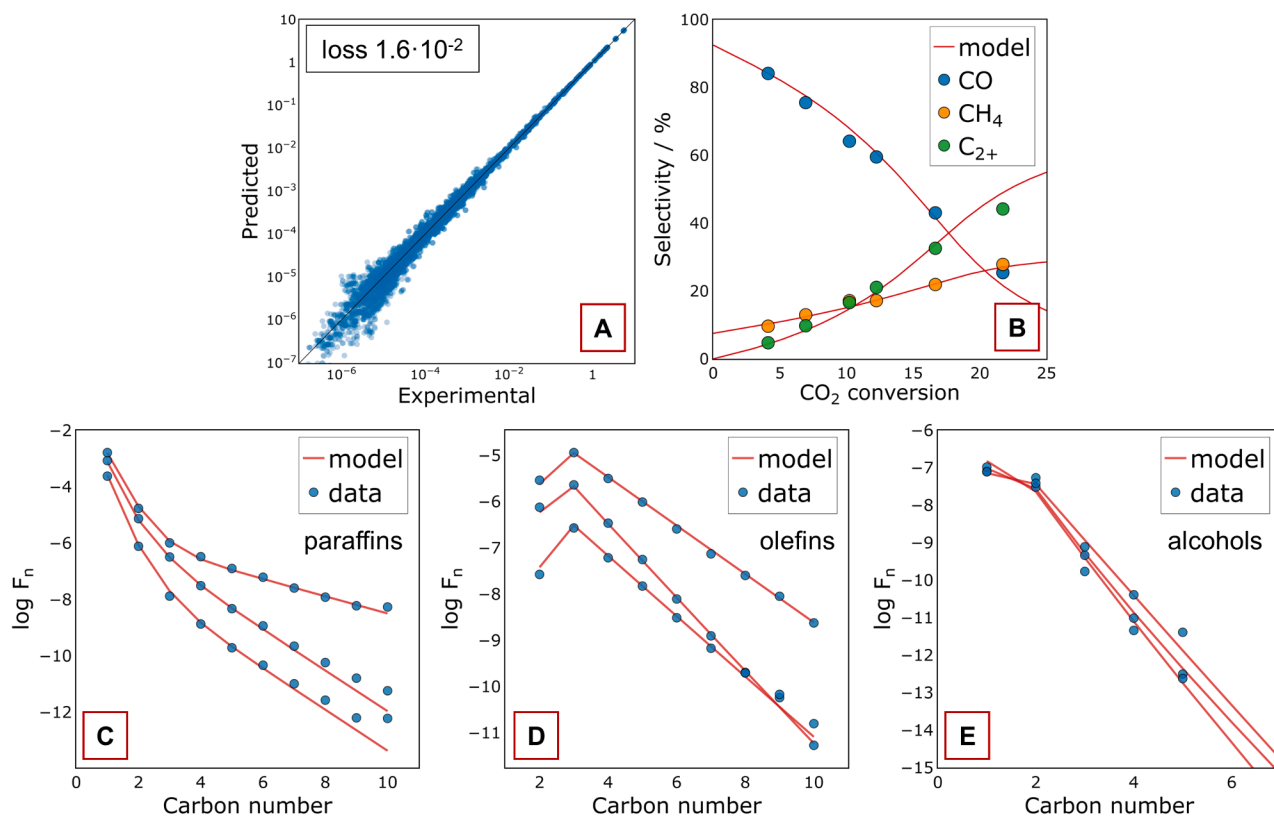 loss 1.6·10⁻²
10
1
10⁻¹
10⁻²
10⁻³
10⁻⁴
10⁻⁵
10⁻⁶
10⁻⁷
Predicted
10⁻⁶
10⁻⁴
10⁻²
1
Experimental
A
100
80
60
40
20
0
Selectivity / %
model
CO
CH₄
C₂₊
0
5
10
15
20
25
CO₂ conversion
B
−2
−4
−6
−8
−10
−12
log Fₙ
model
data
paraffins
C
0
2
4
6
8
10
Carbon number
−5
−6
−7
−8
−9
−10
−11
log Fₙ
model
data
olefins
D
2
4
6
8
10
Carbon number
−6
−7
−8
−9
−10
−11
−12
−13
−14
−15
log Fₙ
model
data
alcohols
E
0
2
4
6
Carbon number